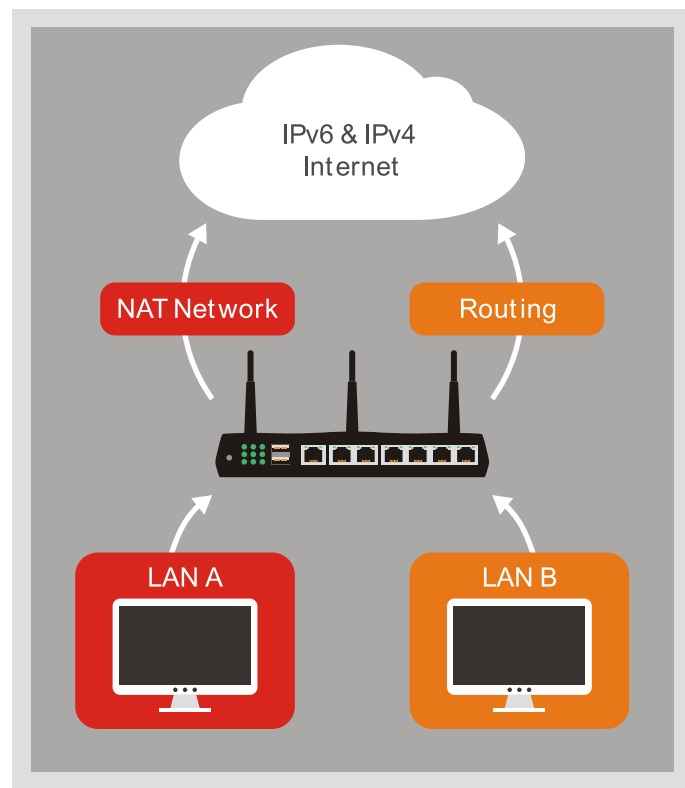 IPv6 & IPv4
Internet
NAT Network
Routing
LAN A
LAN B